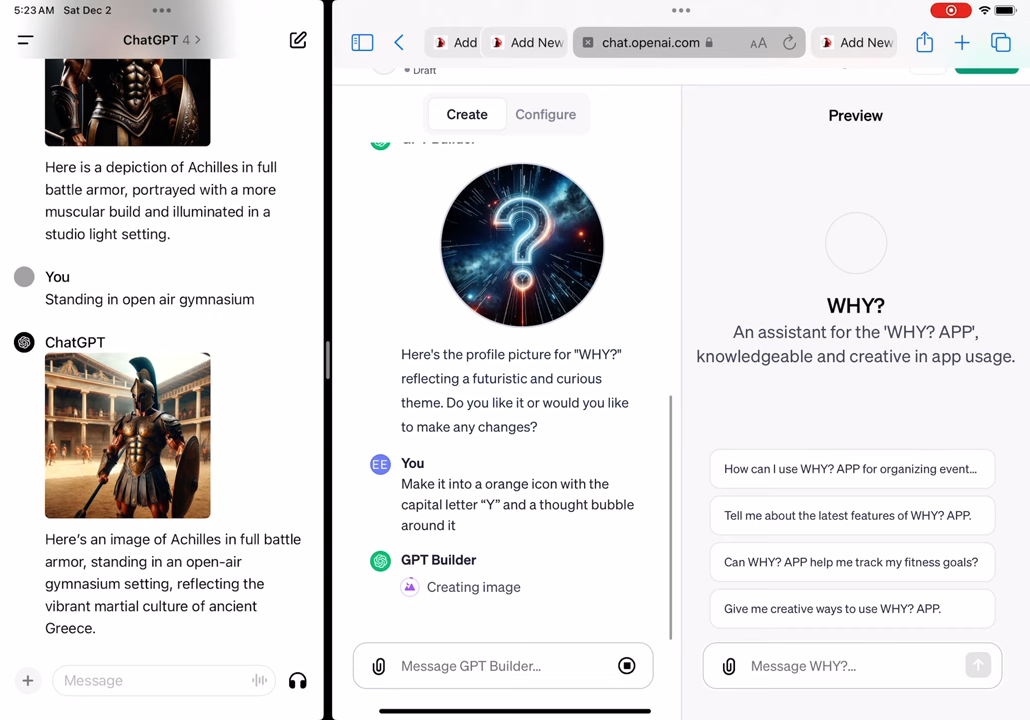 5:23 AM Sat Dec 2
ChatGPT 4 >
Here is a depiction of Achilles in full
battle armor, portrayed with a more
muscular build and illuminated in a
studio light setting.
You
Standing in open air gymnasium
ChatGPT
Here's an image of Achilles in full battle
armor, standing in an open-air
gymnasium setting, reflecting the
vibrant martial culture of ancient
Greece.
Message
Add
Add New
chat.openai.com
AA
Add New
Draft
Create
Configure
GPT Builder
?
Here's the profile picture for "WHY?"
reflecting a futuristic and curious
theme. Do you like it or would you like
to make any changes?
EE
You
Make it into a orange icon with the
capital letter “Y” and a thought bubble
around it
GPT Builder
Creating image
Message GPT Builder...
Preview
WHY?
An assistant for the 'WHY? APP',
knowledgeable and creative in app usage.
How can I use WHY? APP for organizing event...
Tell me about the latest features of WHY? APP.
Can WHY? APP help me track my fitness goals?
Give me creative ways to use WHY? APP.
Message WHY?...